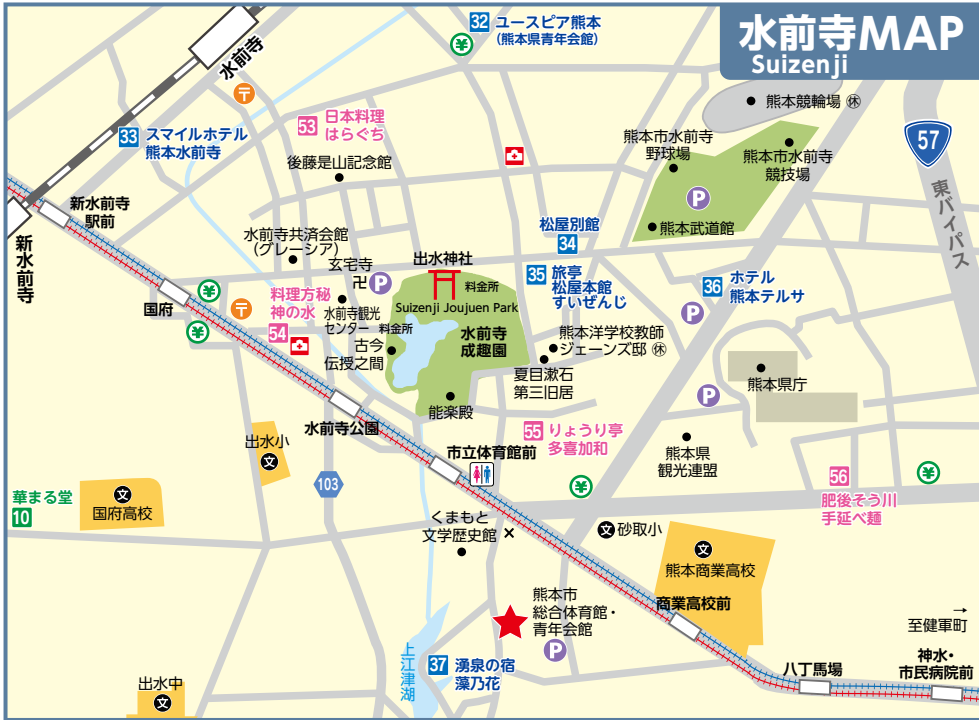 水前寺MAP
Suizenji
32 ユースピア熊本
(熊本県青年会館)
¥
水前寺
〒
53 日本料理
はらぐち
33 スマイルホテル
熊本水前寺
後藤是山記念館
熊本競輪場 休
熊本市水前寺
野球場
熊本市水前寺
競技場
P
熊本武道館
57
東バイパス
新水前寺
駅前
新水前寺
水前寺共済会館
(グレーシア)
玄宅寺
卍 P
出水神社
料金所
Suizenji Joujuen Park
松屋別館
34
35 旅亭
松屋本館
すいぜんじ
36 ホテル
熊本テルサ
P
国府
¥
〒
¥
料理方秘
神の水
54
水前寺観光
センター
料金所
古今
伝授之間
水前寺
成趣園
熊本洋学校教師
ジェーンズ邸 休
夏目漱石
第三旧居
能楽殿
熊本県庁
P
水前寺公園
市立体育館前
55 りょうり亭
多喜加和
熊本県
観光連盟
出水小
文
103
華まる堂
10
文
国府高校
¥
¥
56
肥後そう川
手延べ麺
くまもと
文学歴史館
文 砂取小
文
熊本商業高校
商業高校前
熊本市
総合体育館・
青年会館
P
→
至健軍町
上江津湖
37 湧泉の宿
藻乃花
出水中
文
八丁馬場
神水・
市民病院前